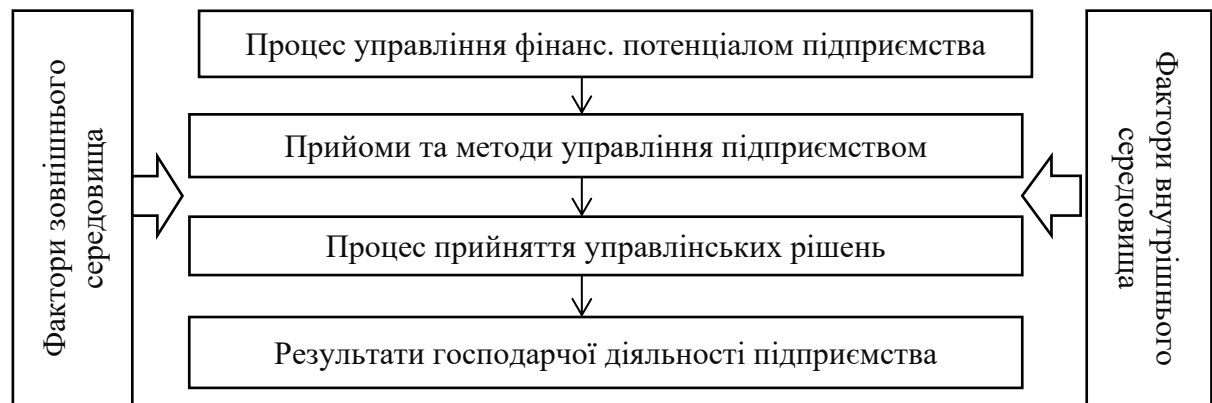 Фактори зовнішнього
середовища
Процес управління фінанс. потенціалом підприємства
Прийоми та методи управління підприємством
Процес прийняття управлінських рішень
Результати господарчої діяльності підприємства
Фактори внутрішнього
середовища